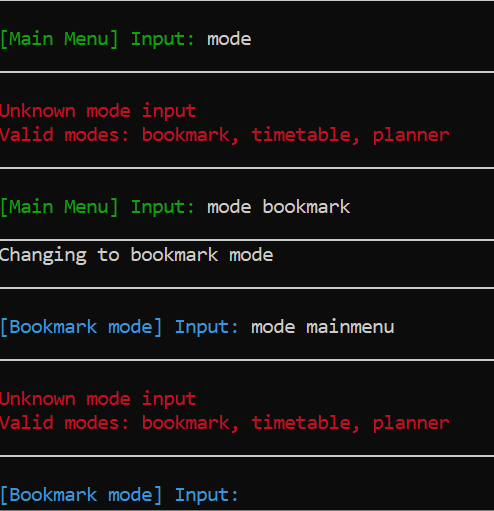 [Main Menu] Input: mode
Unknown mode input
Valid modes: bookmark, timetable, planner
[Main Menu] Input: mode bookmark
Changing to bookmark mode
[Bookmark mode] Input: mode mainmenu
Unknown mode input
Valid modes: bookmark, timetable, planner
[Bookmark mode] Input: